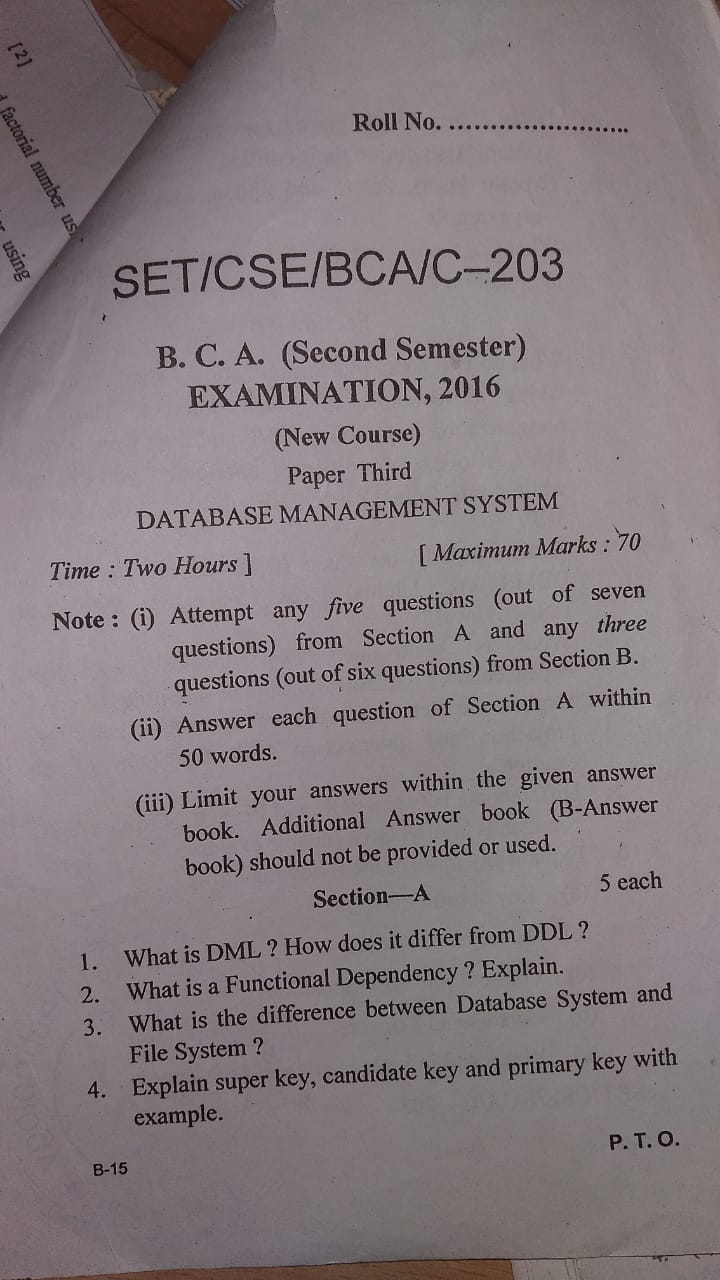 [2]
factorial number us
using
Roll No. ........................
SET/CSE/BCA/C–203
B. C. A. (Second Semester)
EXAMINATION, 2016
(New Course)
Paper Third
DATABASE MANAGEMENT SYSTEM
Time : Two Hours ] [ Maximum Marks : 70
Note : (i) Attempt any five questions (out of seven
questions) from Section A and any three
questions (out of six questions) from Section B.
(ii) Answer each question of Section A within
50 words.
(iii) Limit your answers within the given answer
book. Additional Answer book (B-Answer
book) should not be provided or used.
Section—A 5 each
1. What is DML ? How does it differ from DDL ?
2. What is a Functional Dependency ? Explain.
3. What is the difference between Database System and
File System ?
4. Explain super key, candidate key and primary key with
example.
B-15 P. T. O.